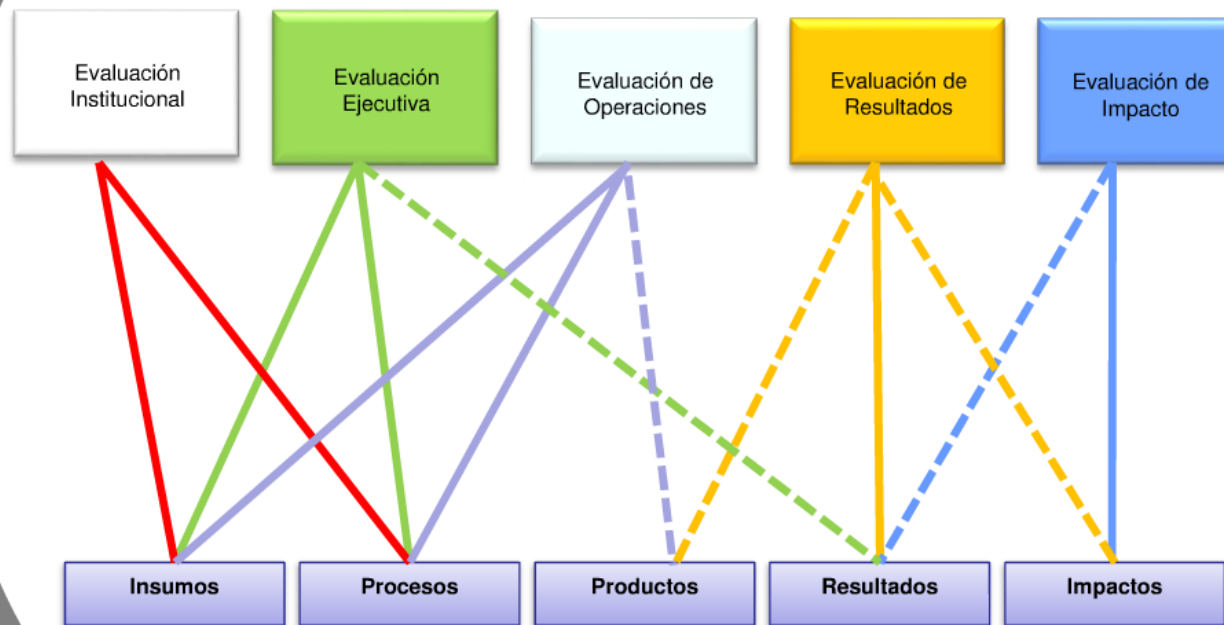 Evaluación
Institucional
Evaluación
Ejecutiva
Evaluación de
Operaciones
Evaluación de
Resultados
Evaluación de
Impacto
Insumos
Procesos
Productos
Resultados
Impactos